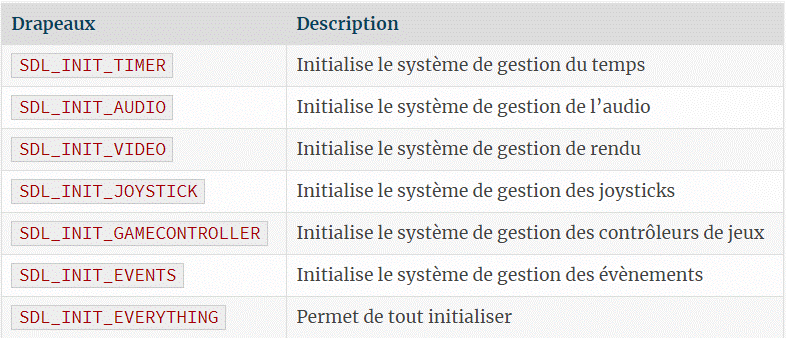 Drapeaux Description
SDL_INIT_TIMER Initialise le système de gestion du temps
SDL_INIT_AUDIO Initialise le système de gestion de l’audio
SDL_INIT_VIDEO Initialise le système de gestion de rendu
SDL_INIT_JOYSTICK Initialise le système de gestion des joysticks
SDL_INIT_GAMECONTROLLER Initialise le système de gestion des contrôleurs de jeux
SDL_INIT_EVENTS Initialise le système de gestion des évènements
SDL_INIT_EVERYTHING Permet de tout initialiser